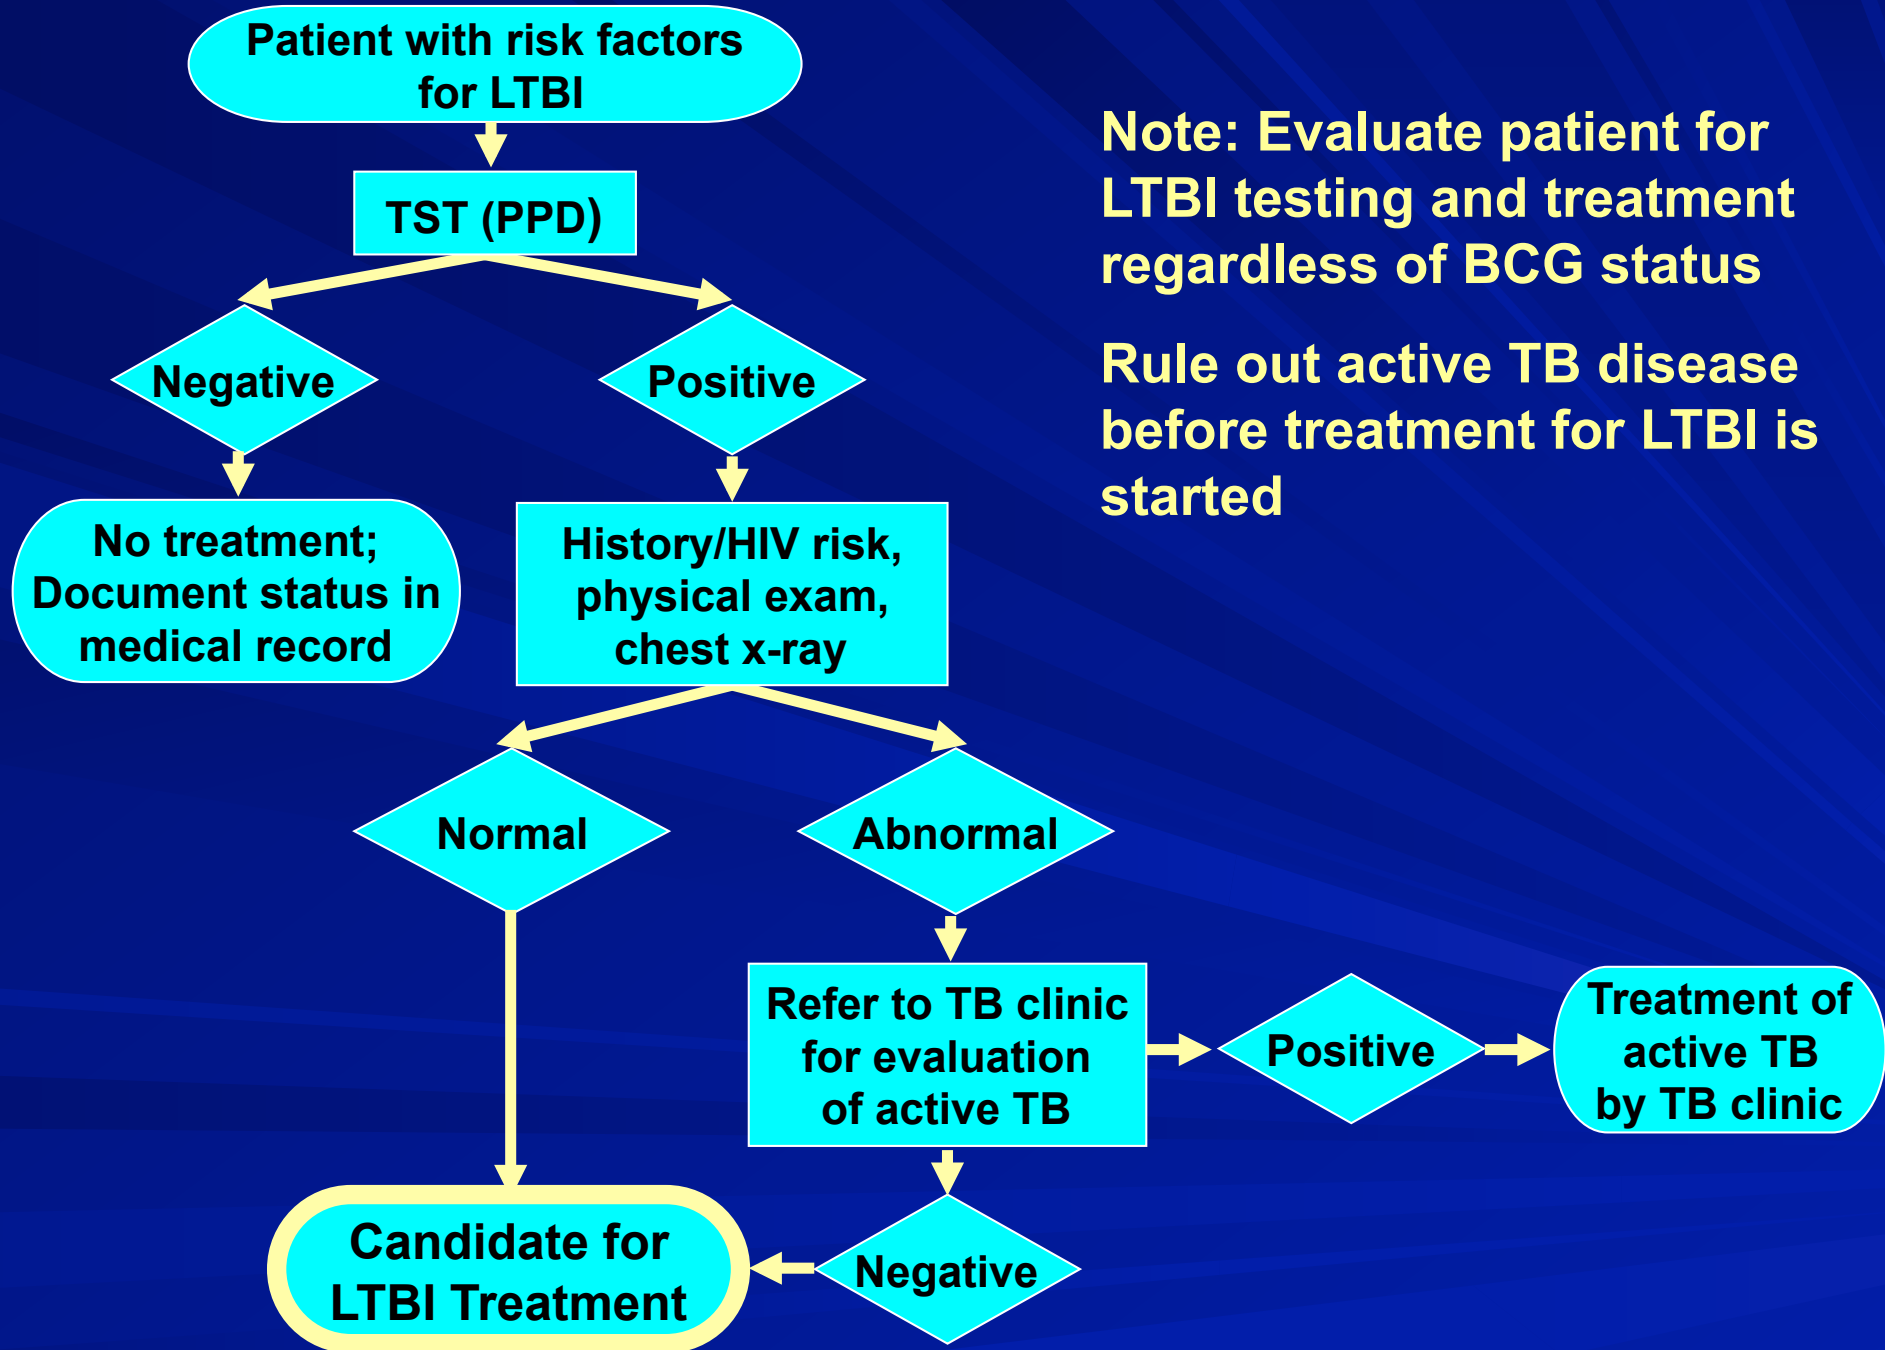 Patient with risk factors
for LTBI
TST (PPD)
Note: Evaluate patient for
LTBI testing and treatment
regardless of BCG status
Rule out active TB disease
before treatment for LTBI is
started
Negative
Positive
No treatment;
Document status in
medical record
History/HIV risk,
physical exam,
chest x-ray
Normal
Abnormal
Refer to TB clinic
for evaluation
of active TB
Positive
Treatment of
active TB
by TB clinic
Negative
Candidate for
LTBI Treatment